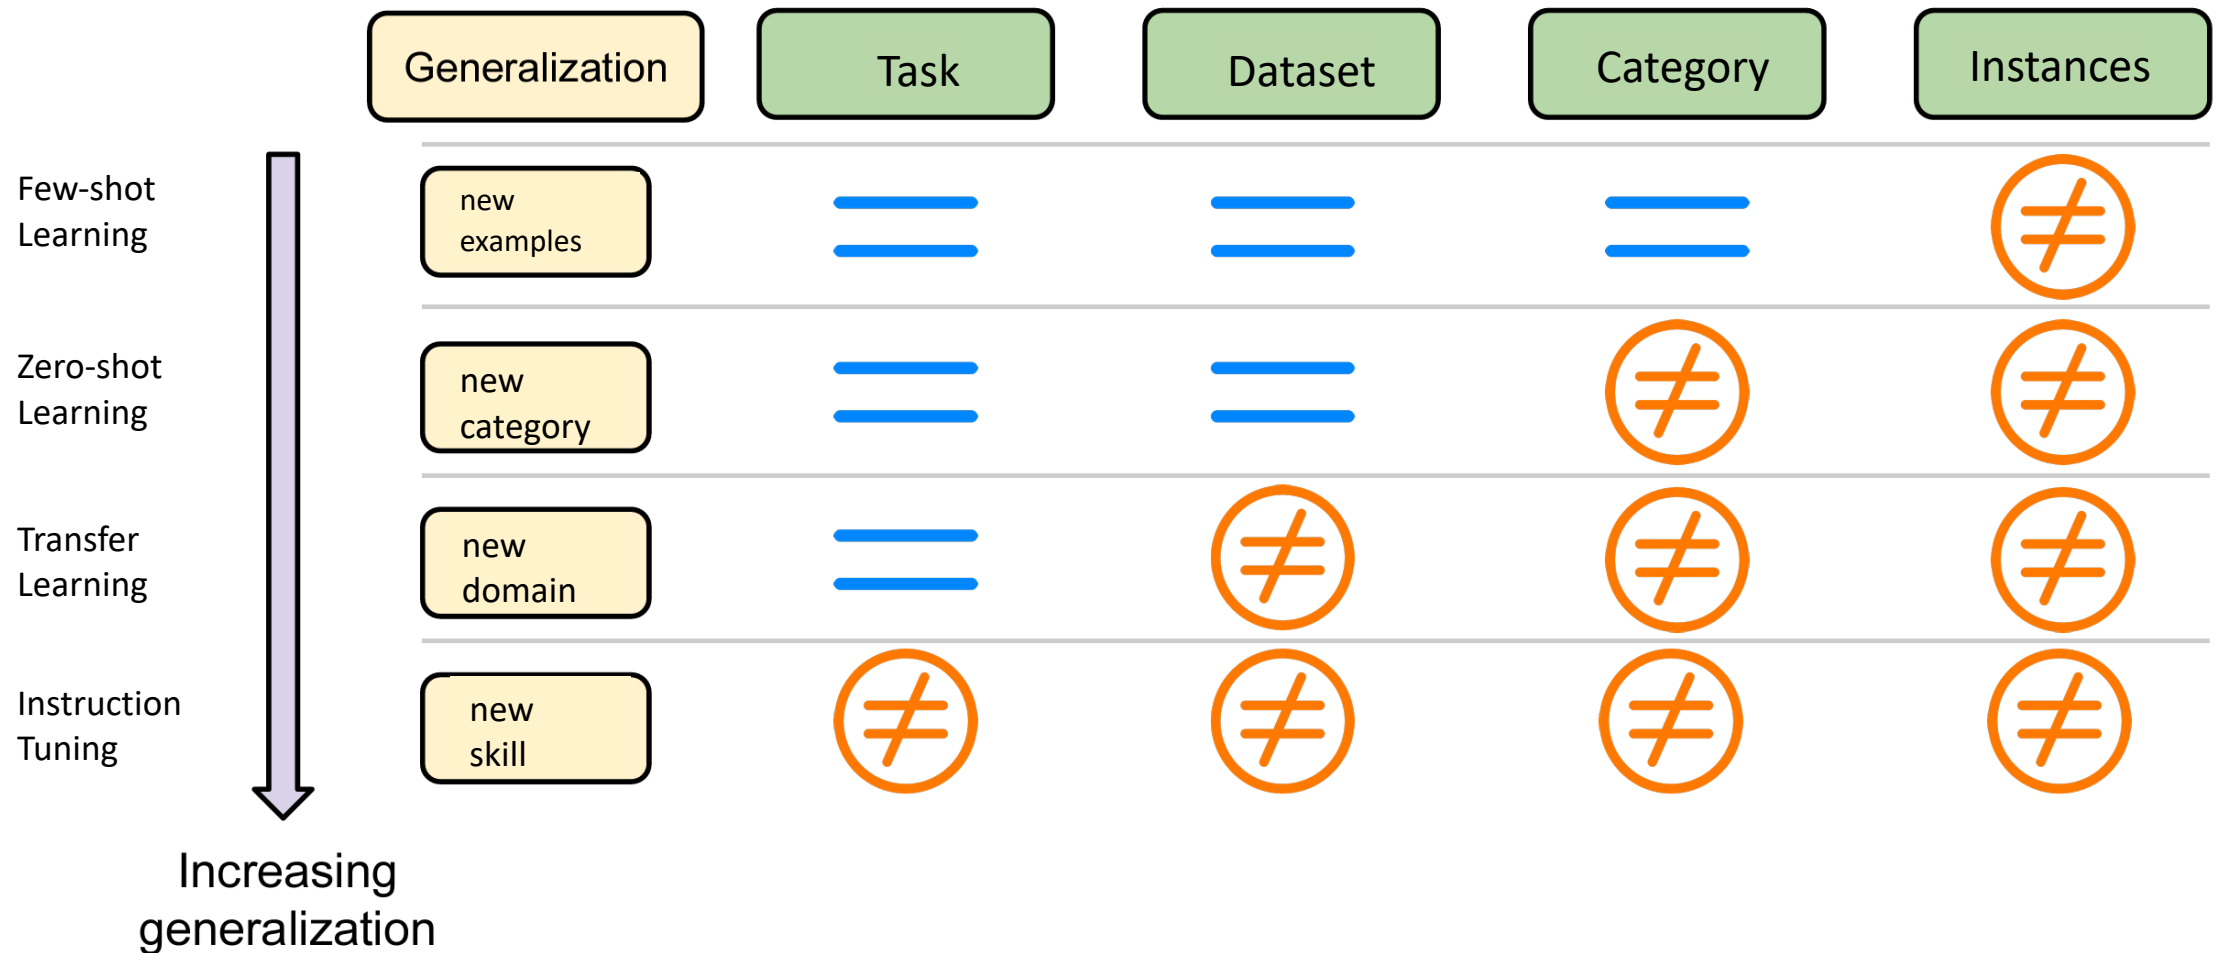 Generalization
Task
Dataset
Category
Instances
Few-shot
Learning
new
examples
=
=
=
≠
Zero-shot
Learning
new
category
=
=
≠
≠
Transfer
Learning
new
domain
=
≠
≠
≠
Instruction
Tuning
new
skill
≠
≠
≠
≠
Increasing
generalization